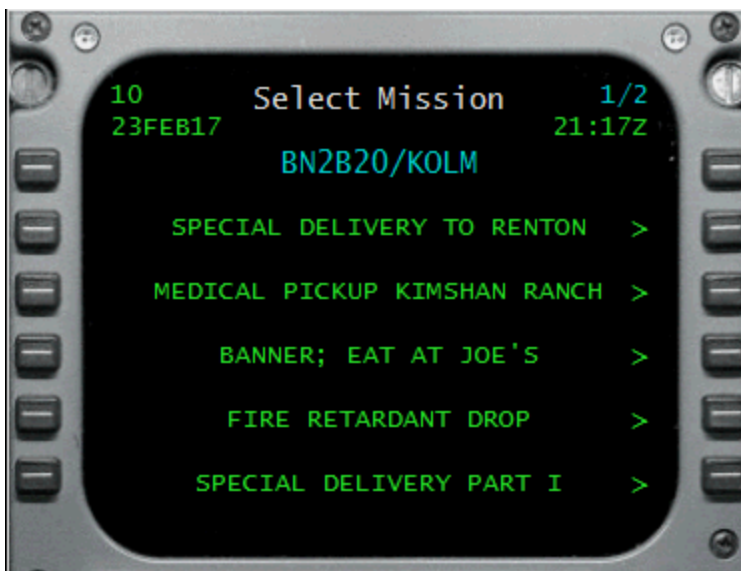 10 Select Mission 1/2
23FEB17 21:17Z
BN2B20/KOLM
SPECIAL DELIVERY TO RENTON >
MEDICAL PICKUP KIMSHAN RANCH >
BANNER; EAT AT JOE'S >
FIRE RETARDANT DROP >
SPECIAL DELIVERY PART I >